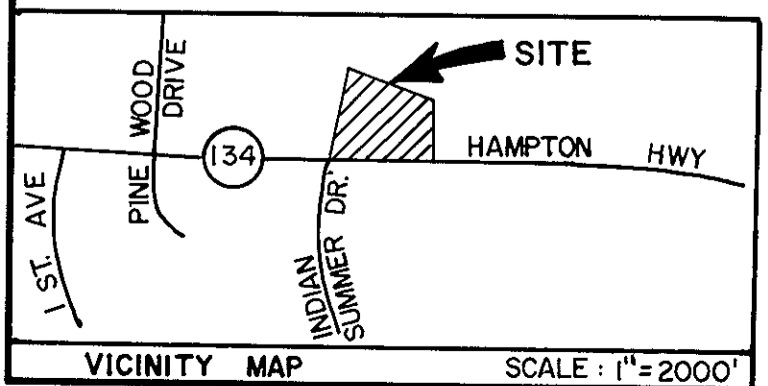 SITE
PINE WOOD
DRIVE
134
HAMPTON HWY
1 ST. AVE
INDIAN
SUMMER DR.
VICINITY MAP
SCALE: 1"=2000'